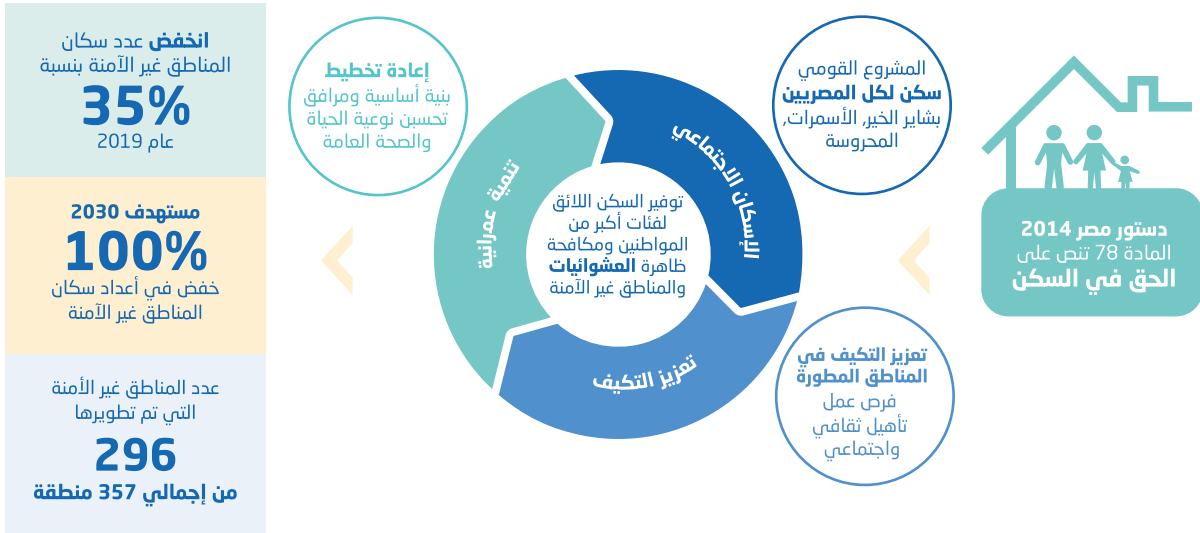 دستور مصر 2014
المادة 78 تنص على
الحق في السكن
المشروع القومي
سكن لكل المصريين
بشاير الخير, الأسمرات,
المحروسة
تعزيز التكيف في
المناطق المطورة
فرص عمل
تأهيل ثقافي
واجتماعي
الإسكان الاجتماعي
تعزيز التكيف
تنمية عمرانية
توفير السكن اللائق
لفئات أكبر من
المواطنين ومكافحة
ظاهرة العشوائيات
والمناطق غير الآمنة
إعادة تخطيط
بنية أساسية ومرافق
تحسبن نوعية الحياة
والصحة العامة
انخفض عدد سكان
المناطق غير الآمنة بنسبة
35%
عام 2019
مستهدف 2030
100%
خفض في أعداد سكان
المناطق غير الآمنة
عدد المناطق غير الأمنة
التي تم تطويرها
296
من إجمالي 357 منطقة